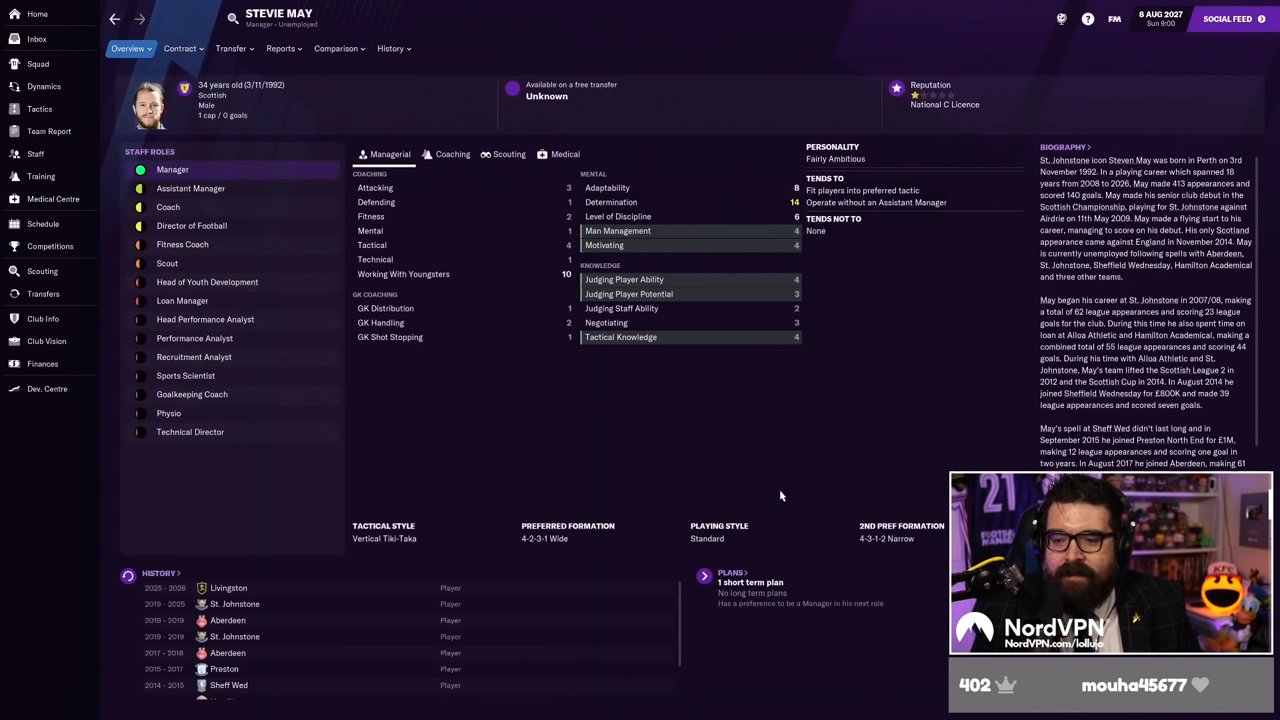 STEVIE MAY
Manager - Unemployed
8 AUG 2027
Sun 9:00
FM
SOCIAL FEED
Home
Inbox
Squad
Dynamics
Tactics
Team Report
Staff
Training
Medical Centre
Schedule
Competitions
Scouting
Transfers
Club Info
Club Vision
Finances
Dev. Centre
Overview
Contract
Transfer
Reports
Comparison
History
34 years old (3/11/1992)
Scottish
Male
1 cap / 0 goals
Available on a free transfer
Unknown
Reputation
National C Licence
STAFF ROLES
Manager
Assistant Manager
Coach
Director of Football
Fitness Coach
Scout
Head of Youth Development
Loan Manager
Head Performance Analyst
Performance Analyst
Recruitment Analyst
Sports Scientist
Goalkeeping Coach
Physio
Technical Director
Managerial Coaching Scouting Medical
COACHING
Attacking 3
Defending 1
Fitness 2
Mental 1
Tactical 4
Technical 1
Working With Youngsters 10
GK COACHING
GK Distribution 1
GK Handling 2
GK Shot Stopping 1
MENTAL
Adaptability 8
Determination 14
Level of Discipline 6
Man Management 4
Motivating 4
KNOWLEDGE
Judging Player Ability 4
Judging Player Potential 3
Judging Staff Ability 2
Negotiating 3
Tactical Knowledge 4
PERSONALITY
Fairly Ambitious
TENDS TO
Fit players into preferred tactic
Operate without an Assistant Manager
TENDS NOT TO
None
BIOGRAPHY
St. Johnstone icon Steven May was born in Perth on 3rd
November 1992. In a playing career which spanned
18 years from 2008 to 2026, May made 413 appearances and
scored 140 goals. May made his senior club debut in the
Scottish Championship, playing for St. Johnstone against
Airdrie on 11th May 2009. May made a flying start to his
career, managing to score on his debut. His only Scotland
appearance came against England in November 2014. May
is currently unemployed following spells with Aberdeen,
St. Johnstone, Sheffield Wednesday, Hamilton Academical
and three other teams.
May began his career at St. Johnstone in 2007/08, making
a total of 62 league appearances and scoring 23 league
goals for the club. During this time he also spent time on
loan at Alloa Athletic and Hamilton Academical, making a
combined total of 55 league appearances and scoring 44
goals. During his time with Alloa Athletic and St.
Johnstone, May's team lifted the Scottish League 2 in
2012 and the Scottish Cup in 2014. In August 2014 he
joined Sheffield Wednesday for £800K and made 39
league appearances and scored seven goals.
May's spell at Sheff Wed didn't last long and in
September 2015 he joined Preston North End for £1M,
making 12 league appearances and scoring one goal in
two years. In August 2017 he joined Aberdeen, making 61
TACTICAL STYLE
Vertical Tiki-Taka
PREFERRED FORMATION
4-2-3-1 Wide
PLAYING STYLE
Standard
2ND PREF FORMATION
4-3-1-2 Narrow
HISTORY
2025 - 2026 Livingston Player
2019 - 2025 St. Johnstone Player
2019 - 2019 Aberdeen Player
2019 - 2019 St. Johnstone Player
2017 - 2018 Aberdeen Player
2015 - 2017 Preston Player
2014 - 2015 Sheff Wed Player
PLANS
1 short term plan
No long term plans
Has a preference to be a Manager in his next role
21
KFC
NordVPN
NordVPN.com/lollujo
402
mouha45677